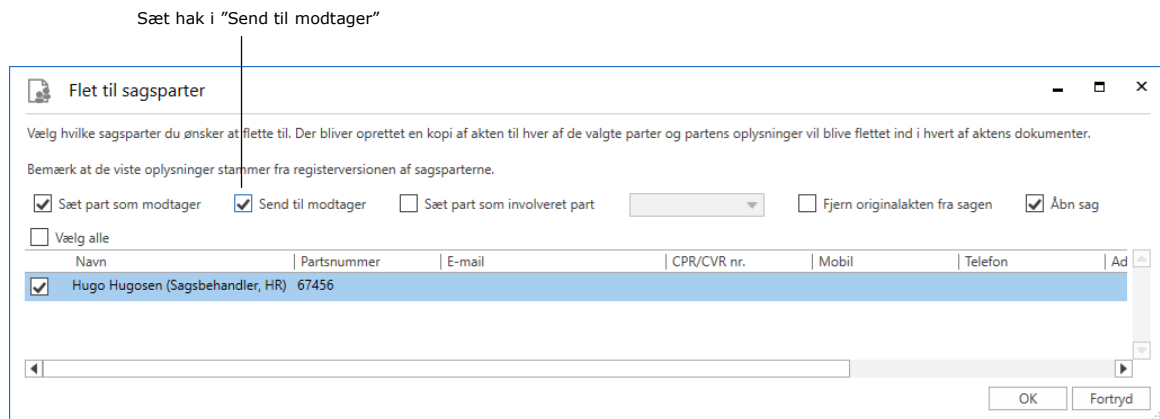 Sæt hak i ”Send til modtager”
Flet til sagsparter
Vælg hvilke sagsparter du ønsker at flette til. Der bliver oprettet en kopi af akten til hver af de valgte parter og partens oplysninger vil blive flettet ind i hvert af aktens dokumenter.
Bemærk at de viste oplysninger stammer fra registerversionen af sagsparterne.
Sæt part som modtager Send til modtager Sæt part som involveret part Fjern originalakten fra sagen Åbn sag
Vælg alle
Navn Partsnummer E-mail CPR/CVR nr. Mobil Telefon Ad
Hugo Hugosen (Sagsbehandler, HR) 67456
OK Fortryd